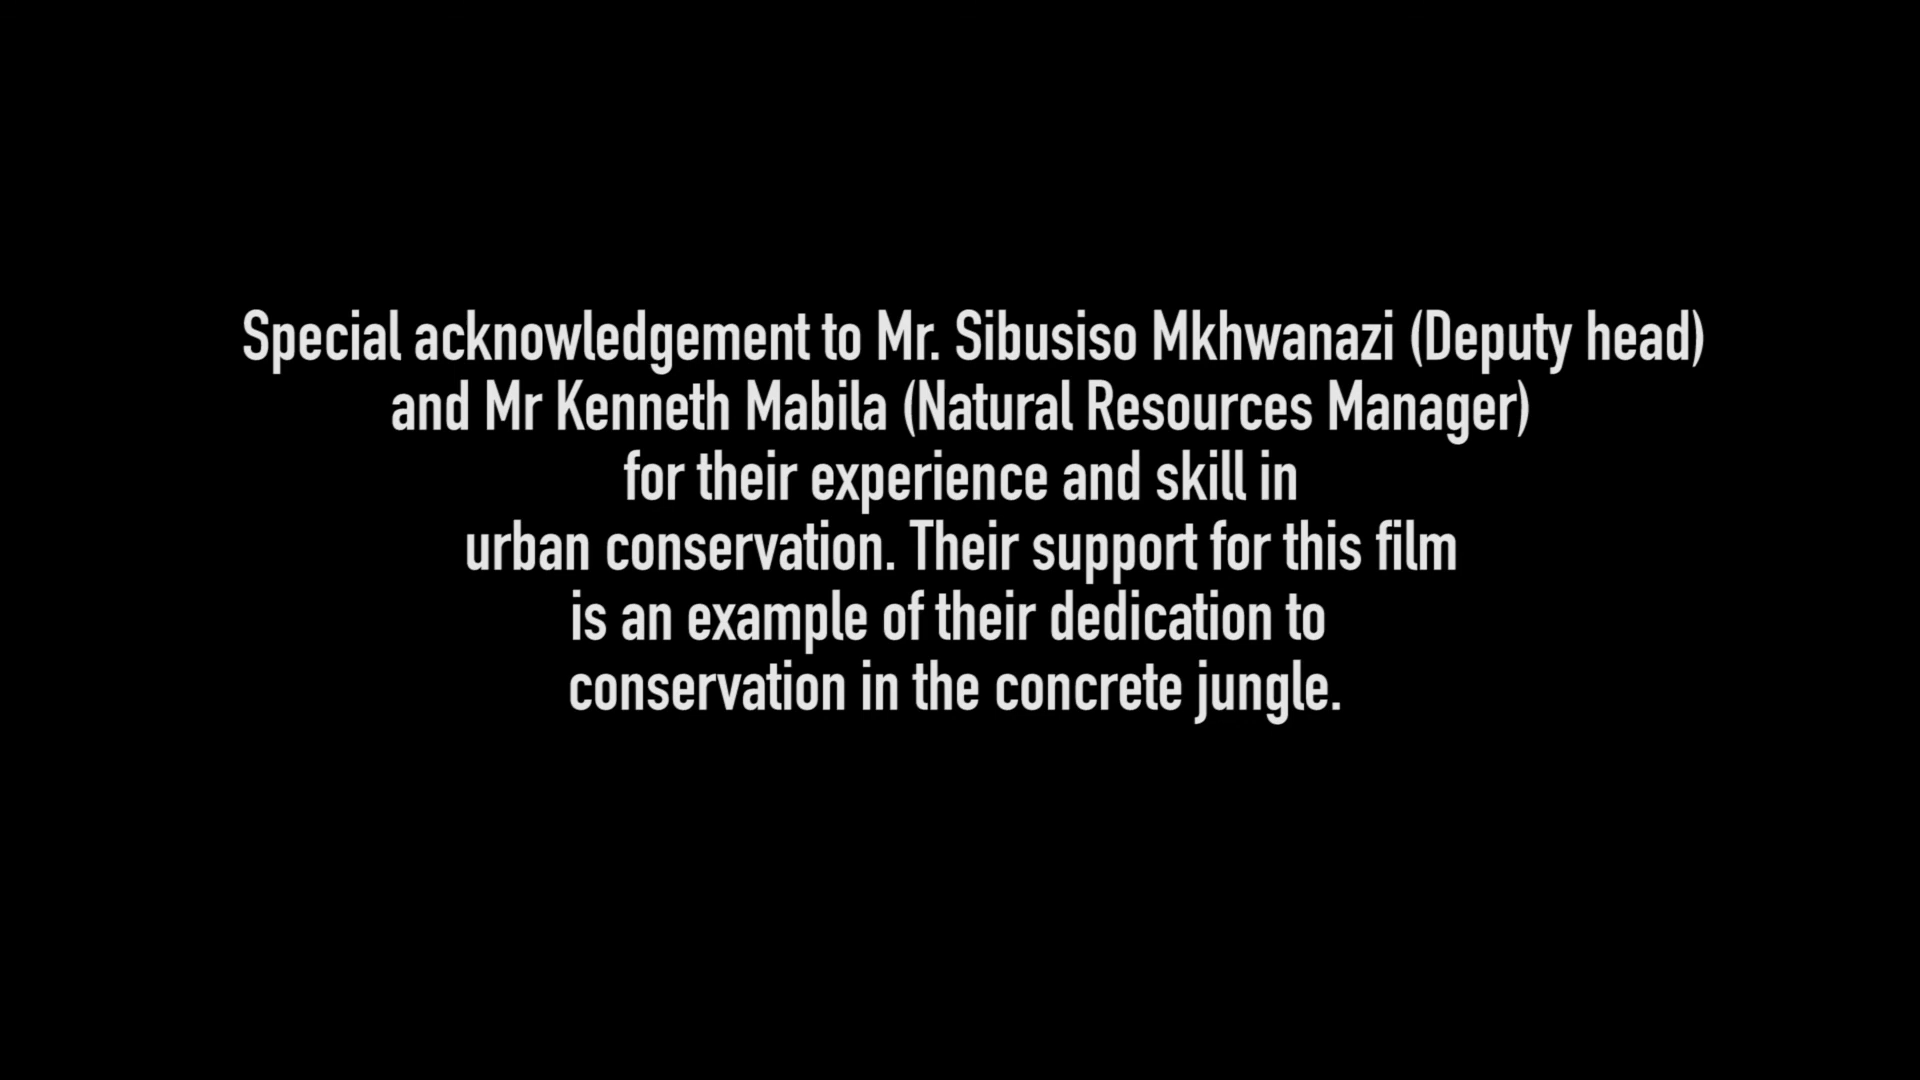 Special acknowledgement to Mr. Sibusiso Mkhwanazi (Deputy head)
and Mr Kenneth Mabila (Natural Resources Manager)
for their experience and skill in
urban conservation. Their support for this film
is an example of their dedication to
conservation in the concrete jungle.